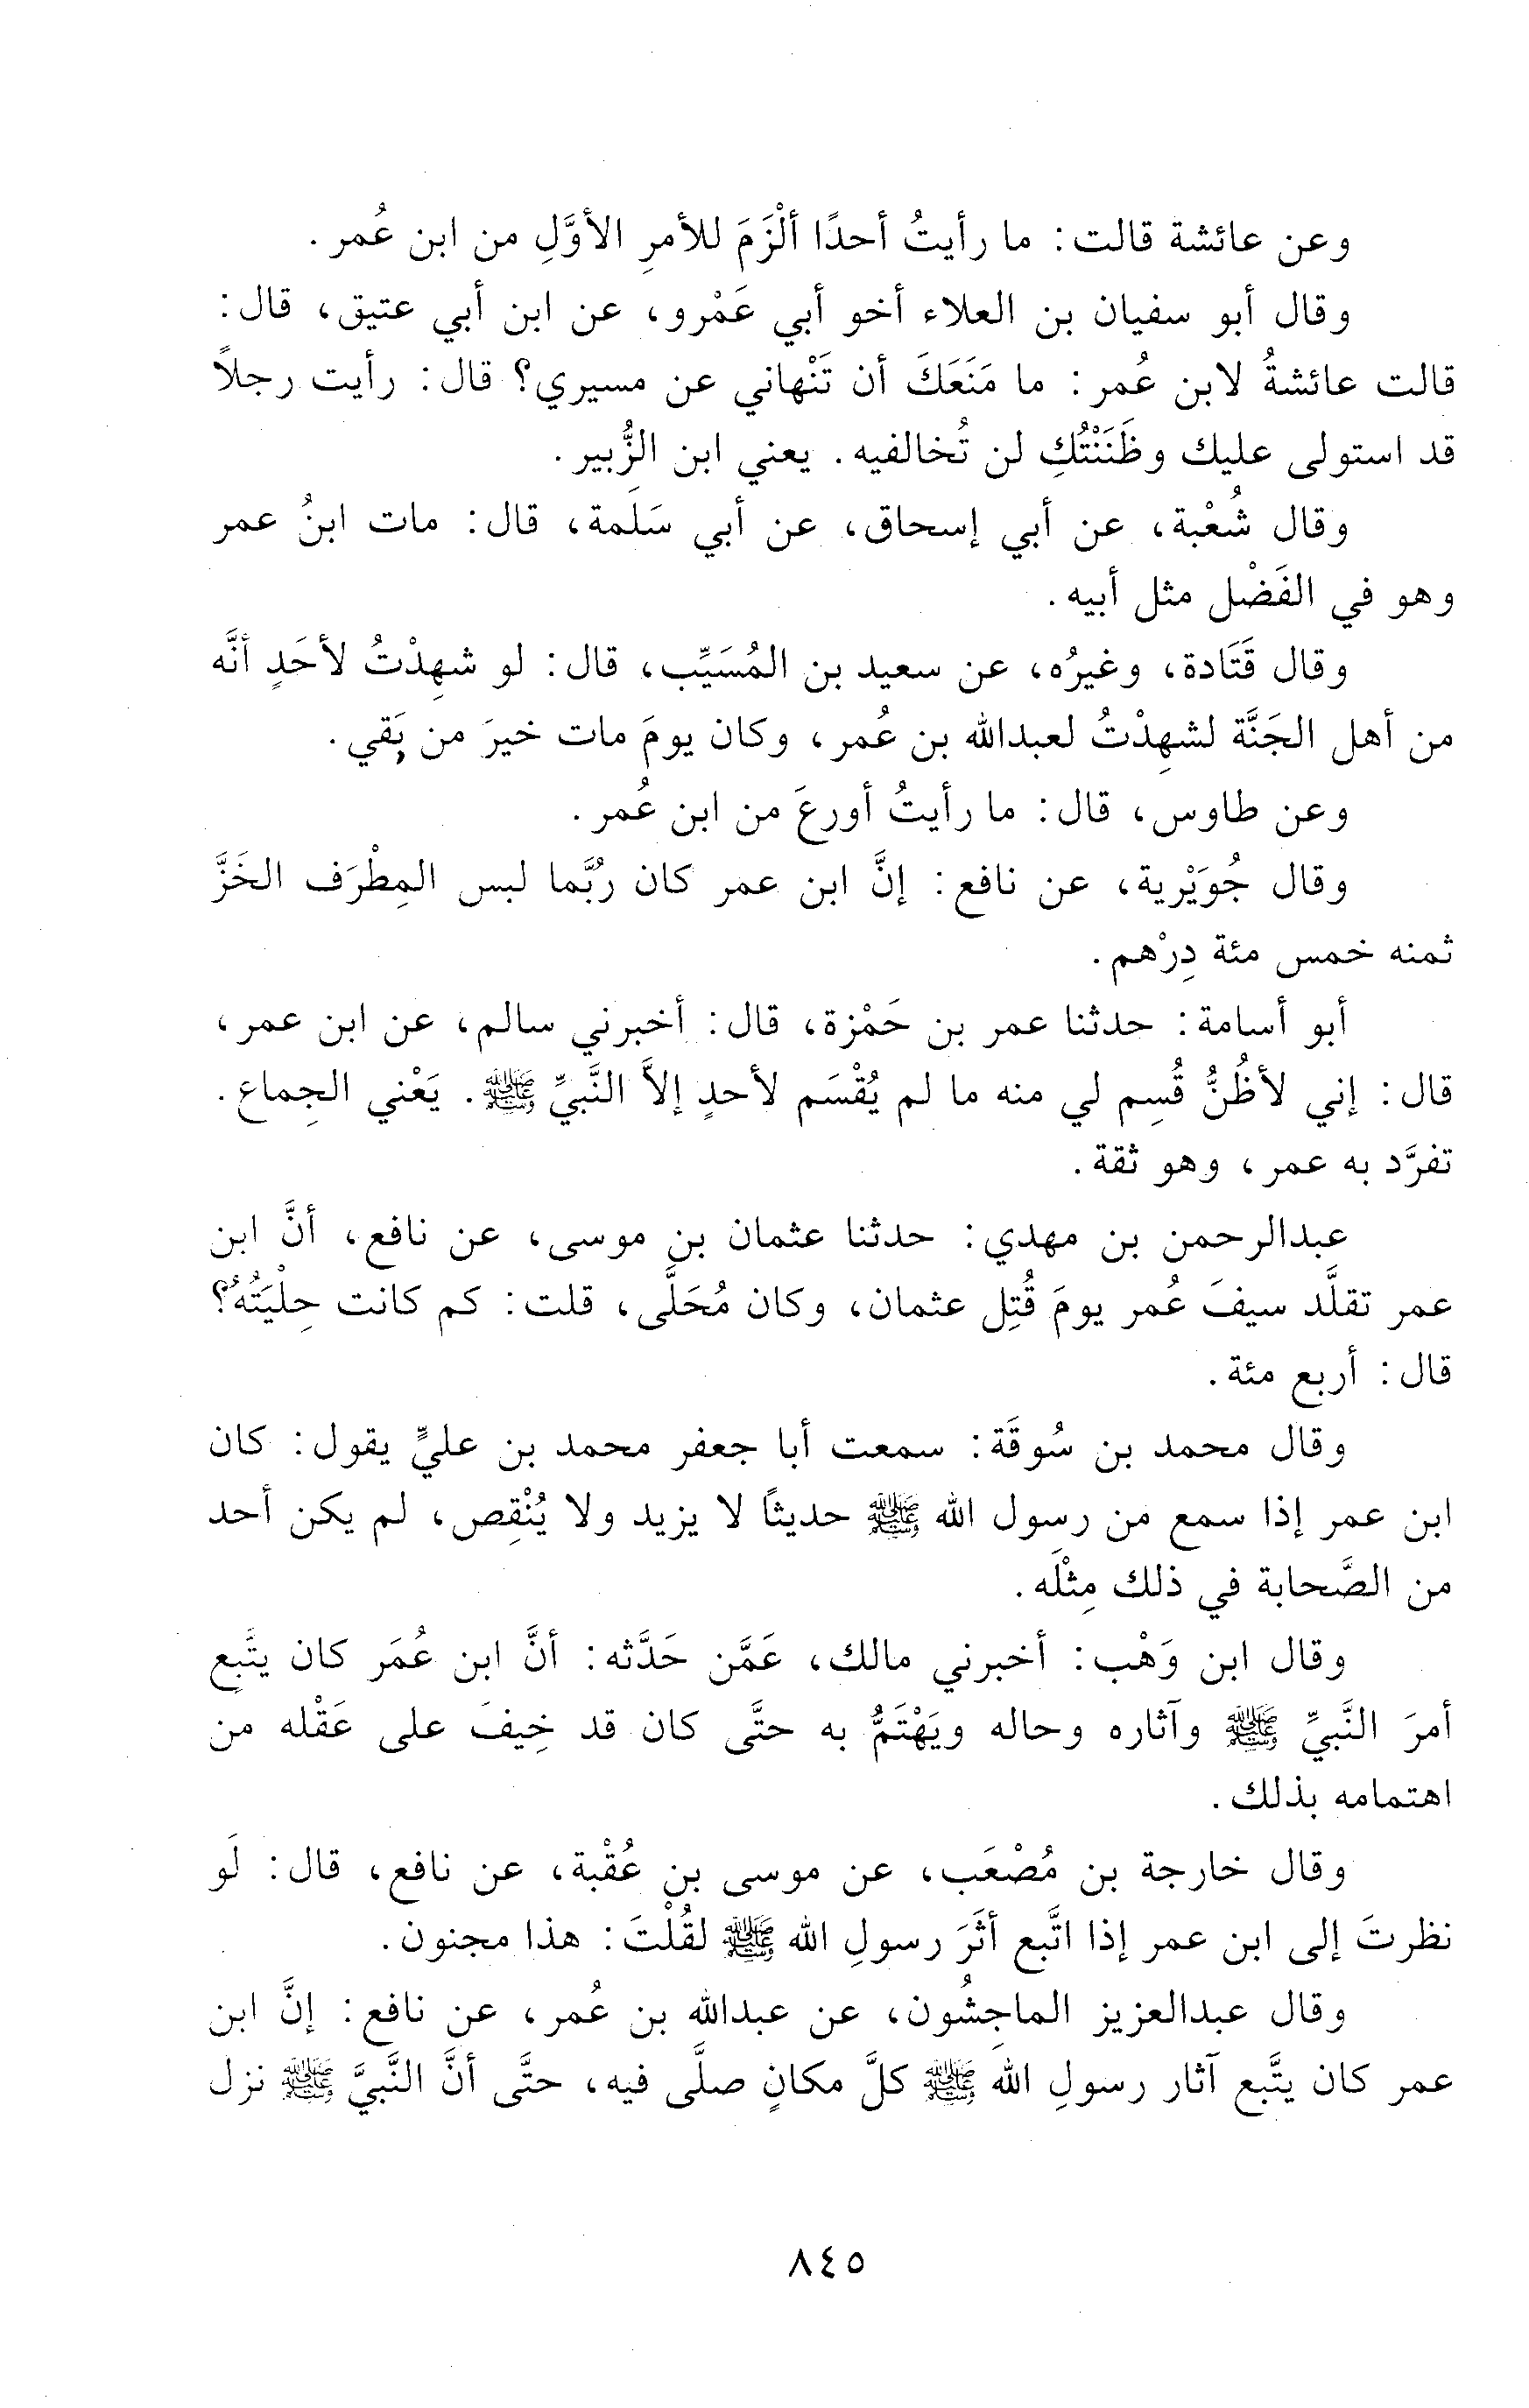 وعن عائشة قالت: ما رأيتُ أحدًا ألْزَمَ للأمرِ الأوَّلِ من ابن عُمر.
وقال أبو سفيان بن العلاء أخو أبي عَمْرو، عن ابن أبي عتيق، قال:
قالت عائشةُ لابن عُمر: ما مَنَعَكَ أن تَنْهاني عن مسيري؟ قال: رأيت رجلاً
قد استولى عليك وظَنَنْتُكِ لن تُخالفيه. يعني ابن الزُّبير.
وقال شُعْبة، عن أبي إسحاق، عن أبي سَلَمة، قال: مات ابنُ عمر
وهو في الفَضْل مثل أبيه.
وقال قَتَادة، وغيرُه، عن سعيد بن المُسَيِّب، قال: لو شهِدْتُ لأحَدٍ أنَّه
من أهل الجَنَّة لشهِدْتُ لعبدالله بن عُمر، وكان يومَ مات خيرَ من بَقي.
وعن طاوس، قال: ما رأيتُ أورعَ من ابن عُمر.
وقال جُوَيْرية، عن نافع: إنَّ ابن عمر كان رُبَّما لبس المِطْرَف الخَزَّ
ثمنه خمس مئة دِرْهم.
أبو أسامة: حدثنا عمر بن حَمْزة، قال: أخبرني سالم، عن ابن عمر،
قال: إني لأظُنُّ قُسِم لي منه ما لم يُقْسَم لأحدٍ إلاَّ النَّبيِّ ﷺ. يَعْني الجِماع.
تفرَّد به عمر، وهو ثقة.
عبدالرحمن بن مهدي: حدثنا عثمان بن موسى، عن نافع، أنَّ ابن
عمر تقلَّد سيفَ عُمر يومَ قُتِل عثمان، وكان مُحَلَّى، قلت: كم كانت حِلْيَتُهُ؟
قال: أربع مئة.
وقال محمد بن سُوقَة: سمعت أبا جعفر محمد بن عليٍّ يقول: كان
ابن عمر إذا سمع من رسول الله ﷺ حديثاً لا يزيد ولا يُنْقِص، لم يكن أحد
من الصَّحابة في ذلك مِثْلَه.
وقال ابن وَهْب: أخبرني مالك، عَمَّن حَدَّثه: أنَّ ابن عُمَر كان يتَّبِع
أمرَ النَّبيِّ ﷺ وآثاره وحاله ويَهْتَمُّ به حتَّى كان قد خِيفَ على عَقْله من
اهتمامه بذلك.
وقال خارجة بن مُصْعَب، عن موسى بن عُقْبة، عن نافع، قال: لَو
نظرتَ إلى ابن عمر إذا اتَّبع أثَرَ رسولِ الله ﷺ لقُلْتَ: هذا مجنون.
وقال عبدالعزيز الماجِشُون، عن عبدالله بن عُمر، عن نافع: إنَّ ابن
عمر كان يتَّبع آثار رسولِ الله ﷺ كلَّ مكانٍ صلَّى فيه، حتَّى أنَّ النَّبيَّ ﷺ نزل
٨٤٥